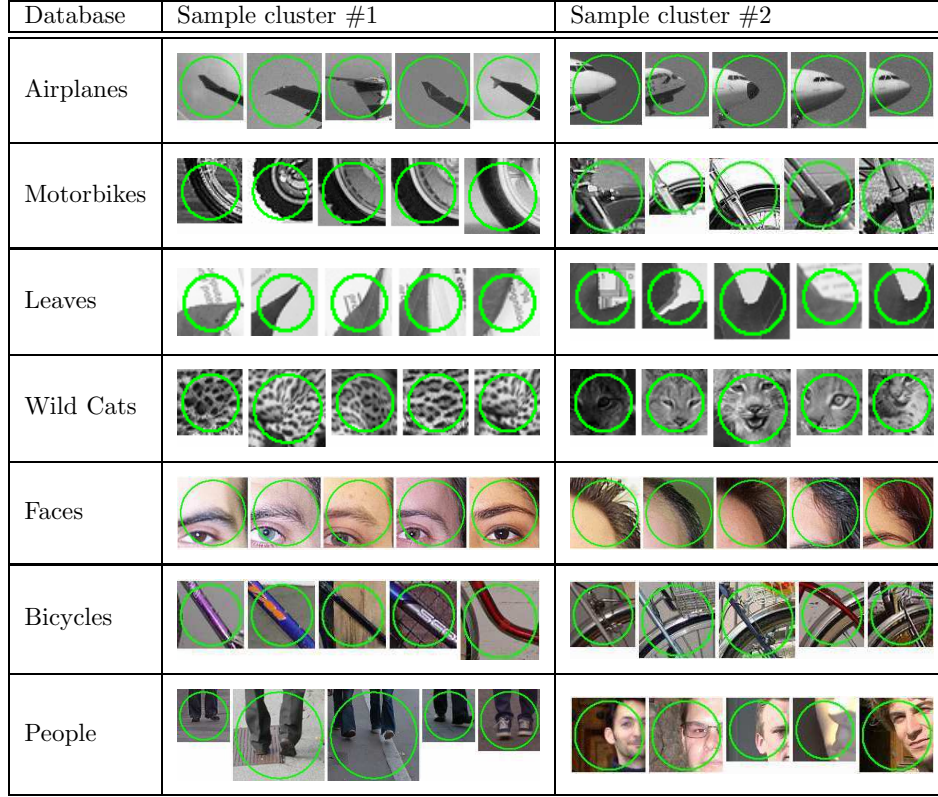 Database Sample cluster #1 Sample cluster #2
Airplanes
Motorbikes
Leaves
Wild Cats
Faces
Bicycles
People